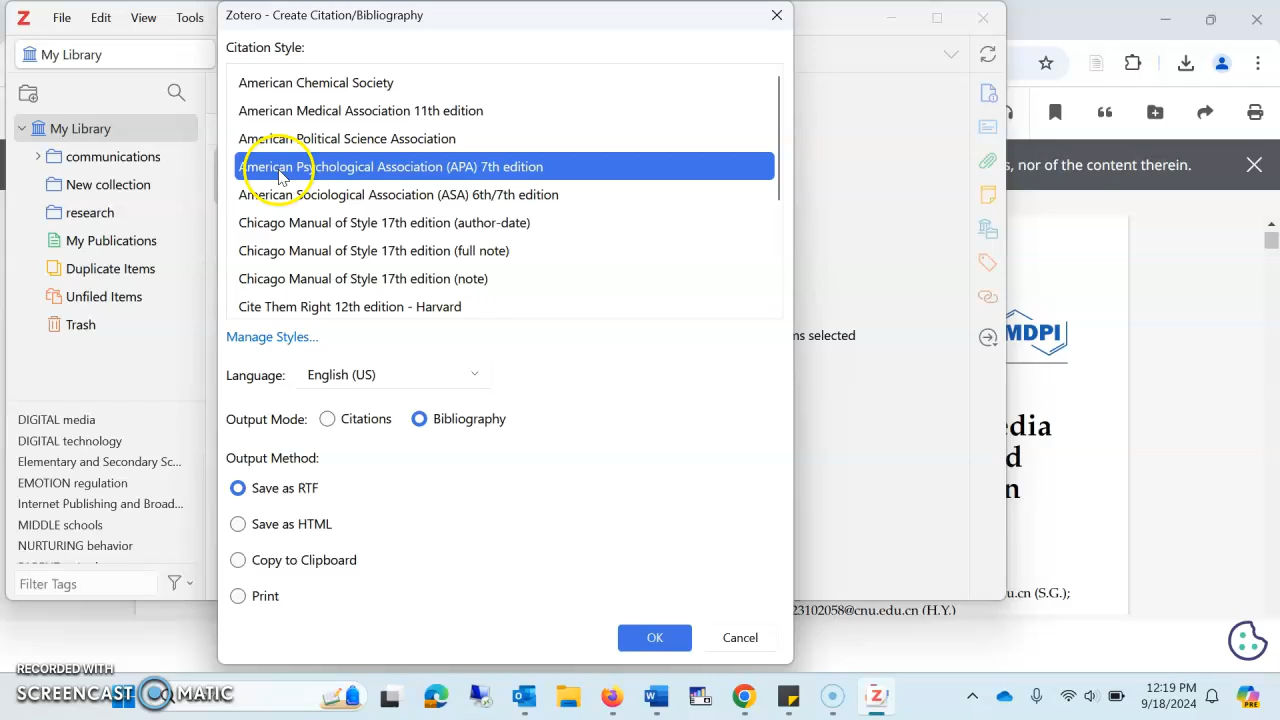 Zotero - Create Citation/Bibliography
Z File Edit View Tools
My Library
Citation Style:
American Chemical Society
American Medical Association 11th edition
American Political Science Association
American Psychological Association (APA) 7th edition
American Sociological Association (ASA) 6th/7th edition
Chicago Manual of Style 17th edition (author-date)
Chicago Manual of Style 17th edition (full note)
Chicago Manual of Style 17th edition (note)
Cite Them Right 12th edition - Harvard
Manage Styles...
Language: English (US)
Output Mode: Citations Bibliography
Output Method:
Save as RTF
Save as HTML
Copy to Clipboard
Print
OK Cancel
My Library
communications
New collection
research
My Publications
Duplicate Items
Unfiled Items
Trash
DIGITAL media
DIGITAL technology
Elementary and Secondary Sc...
EMOTION regulation
Internet Publishing and Broad...
MIDDLE schools
NURTURING behavior
Filter Tags
ms selected
, nor of the content therein.
MDPI
edia
d
n
u.cn (S.G.);
23102058@cnu.edu.cn (H.Y.)
RECORDED WITH
SCREENCAST MATIC
12:19 PM
9/18/2024
PRE